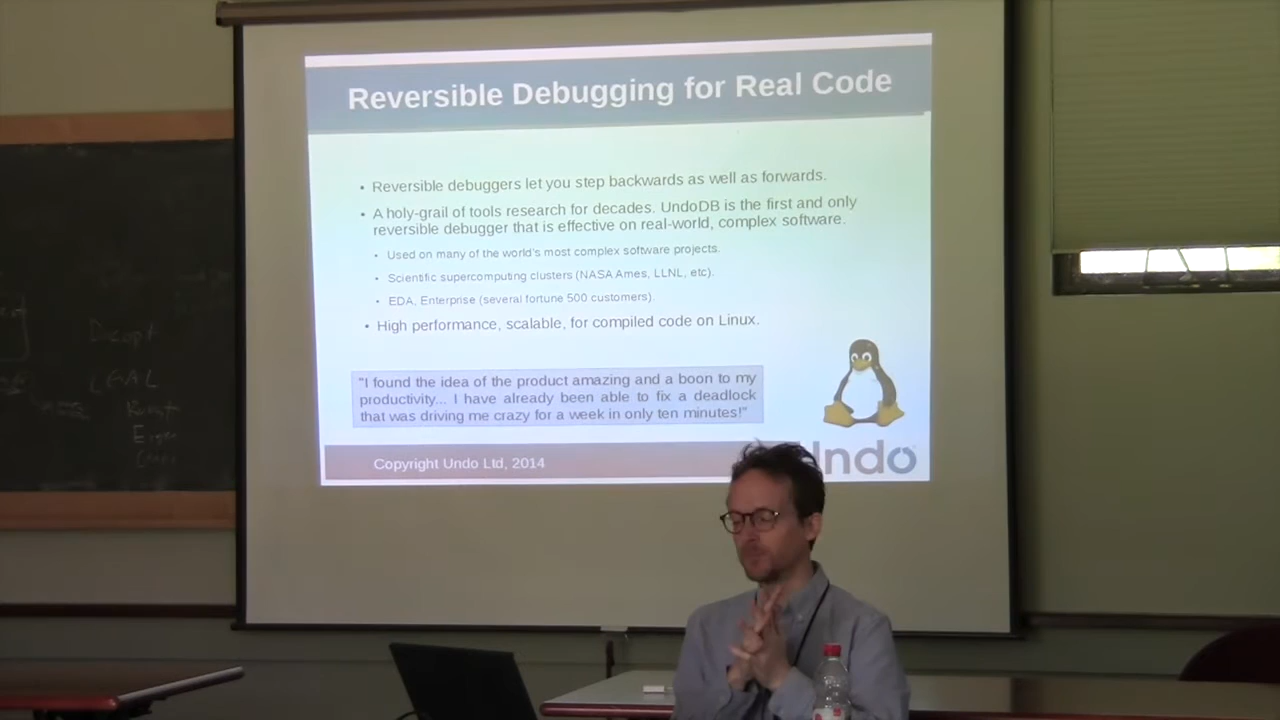 Reversible Debugging for Real Code
• Reversible debuggers let you step backwards as well as forwards.
• A holy-grail of tools research for decades. UndoDB is the first and only
reversible debugger that is effective on real-world, complex software.
• Used on many of the world's most complex software projects.
• Scientific supercomputing clusters (NASA Ames, LLNL, etc).
• EDA, Enterprise (several fortune 500 customers).
• High performance, scalable, for compiled code on Linux.
"I found the idea of the product amazing and a boon to my
productivity... I have already been able to fix a deadlock
that was driving me crazy for a week in only ten minutes!"
Copyright Undo Ltd, 2014
Undo